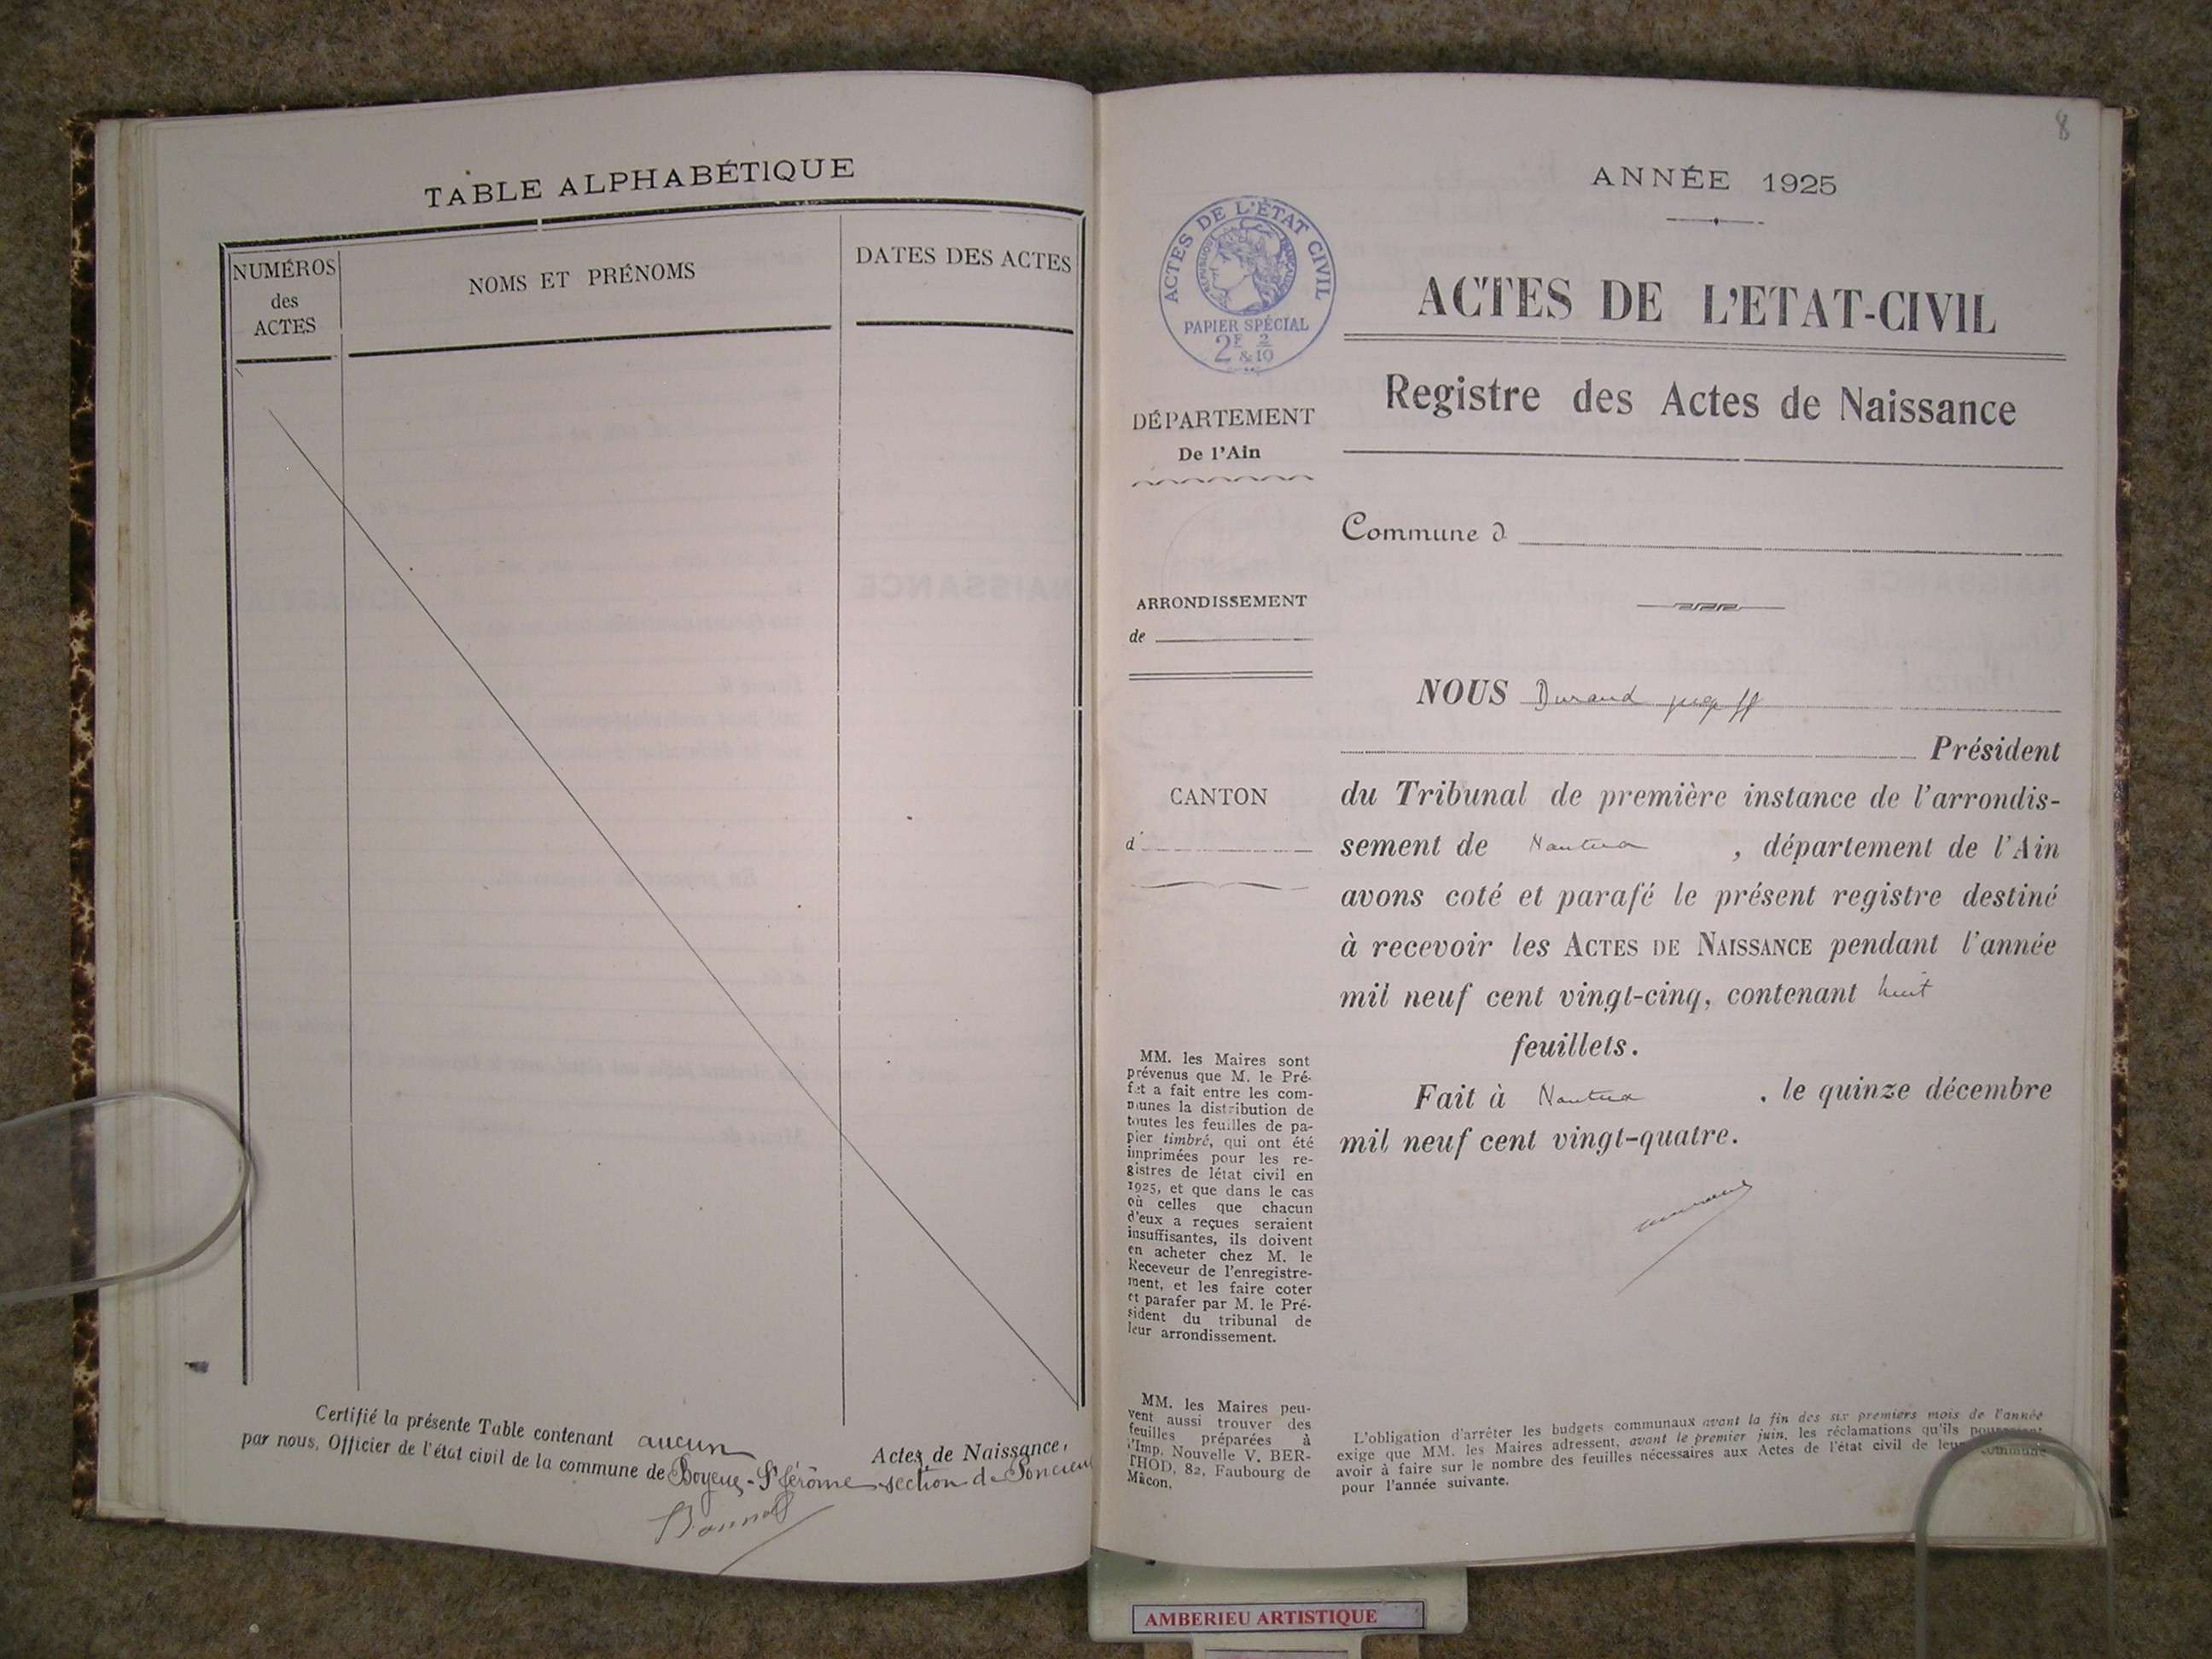 TABLE ALPHABÉTIQUE
NUMÉROS
des
ACTES
NOMS ET PRÉNOMS
DATES DES ACTES
Certifié la présente Table contenant aucun Actes de Naissance,
par nous, Officier de l'état civil de la commune de Boyeux-St Jérôme section de
8
ANNÉE 1925
ACTES DE L'ÉTAT CIVIL
RÉPUBLIQUE FRANÇAISE
PAPIER SPÉCIAL
2F & 2/10
ACTES DE L'ETAT-CIVIL
Registre des Actes de Naissance
DÉPARTEMENT
De l'Ain
Commune d
ARRONDISSEMENT
de
CANTON
d
NOUS Durand juge ff
Président
du Tribunal de première instance de l'arrondis-
sement de Nantua, département de l'Ain
avons coté et parafé le présent registre destiné
à recevoir les ACTES DE NAISSANCE pendant l'année
mil neuf cent vingt-cinq, contenant huit
feuillets.
Fait à Nantua, le quinze décembre
mil neuf cent vingt-quatre.
MM. les Maires sont
prévenus que M. le Pré-
fet a fait entre les com-
munes la distribution de
toutes les feuilles de pa-
pier timbré, qui ont été
imprimées pour les re-
gistres de létat civil en
1925, et que dans le cas
où celles que chacun
d'eux a reçues seraient
insuffisantes, ils doivent
en acheter chez M. le
Receveur de l'enregistre-
ment, et les faire coter
et parafer par M. le Pré-
sident du tribunal de
leur arrondissement.
MM. les Maires peu-
vent aussi trouver des
feuilles préparées à
l'Imp. Nouvelle V. BER-
THOD, 82, Faubourg de
Mâcon.
L'obligation d'arrêter les budgets communaux avant la fin des six premiers mois de l'année
exige que MM. les Maires adressent, avant le premier juin, les réclamations qu'ils pourraient
avoir à faire sur le nombre des feuilles nécessaires aux Actes de l'état civil de leur commune
pour l'année suivante.
AMBERIEU ARTISTIQUE